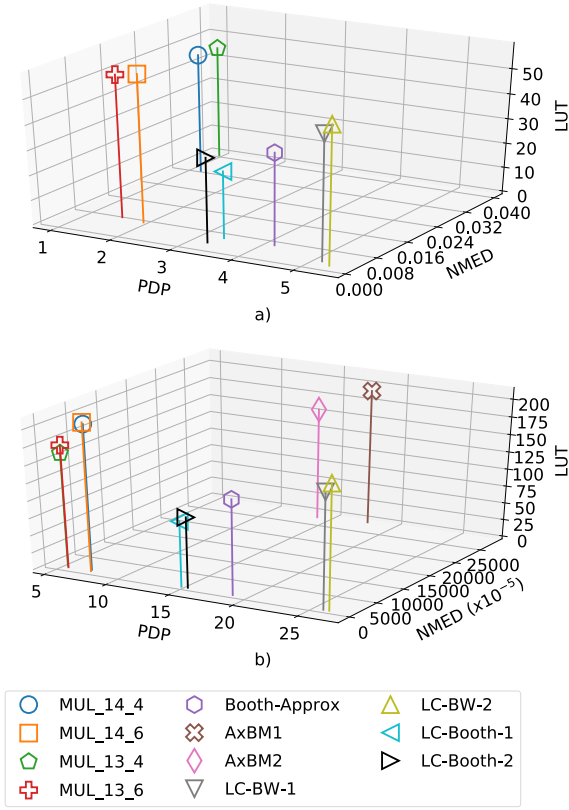 50
40
30
20
10
0
LUT
0.040
0.032
0.024
0.016
0.008
0.000
NMED
1
2
3
4
5
PDP
a)
200
175
150
125
100
75
50
25
0
LUT
25000
20000
15000
10000
5000
0
NMED (x10⁻⁵)
5
10
15
20
25
PDP
b)
MUL_14_4
MUL_14_6
MUL_13_4
MUL_13_6
Booth-Approx
AxBM1
AxBM2
LC-BW-1
LC-BW-2
LC-Booth-1
LC-Booth-2